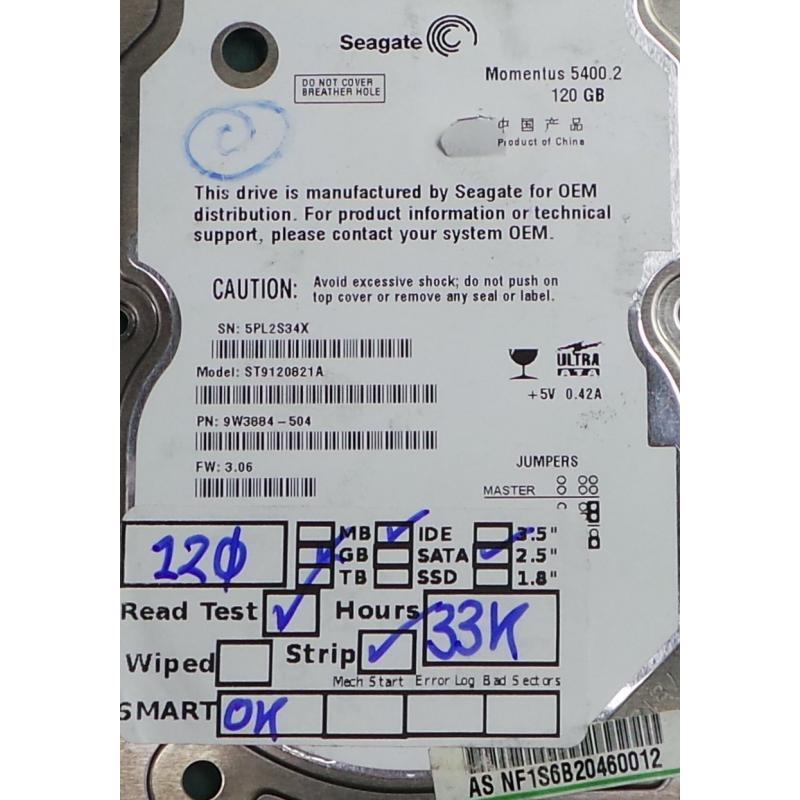 Seagate
DO NOT COVER
BREATHER HOLE
Momentus 5400.2
120 GB
中国产品
Product of China
This drive is manufactured by Seagate for OEM
distribution. For product information or technical
support, please contact your system OEM.
CAUTION: Avoid excessive shock; do not push on
top cover or remove any seal or label.
SN: 5PL2S34X
Model: ST9120821A
ULTRA
ATA
+5V 0.42A
PN: 9W3884-504
FW: 3.06
JUMPERS
MASTER
120 MB IDE 3.5"
GB SATA 2.5"
TB SSD 1.8"
Read Test Hours 33K
Wiped Strip
Mech Start Error Log Bad Sectors
SMART OK
AS NF1S6B20460012